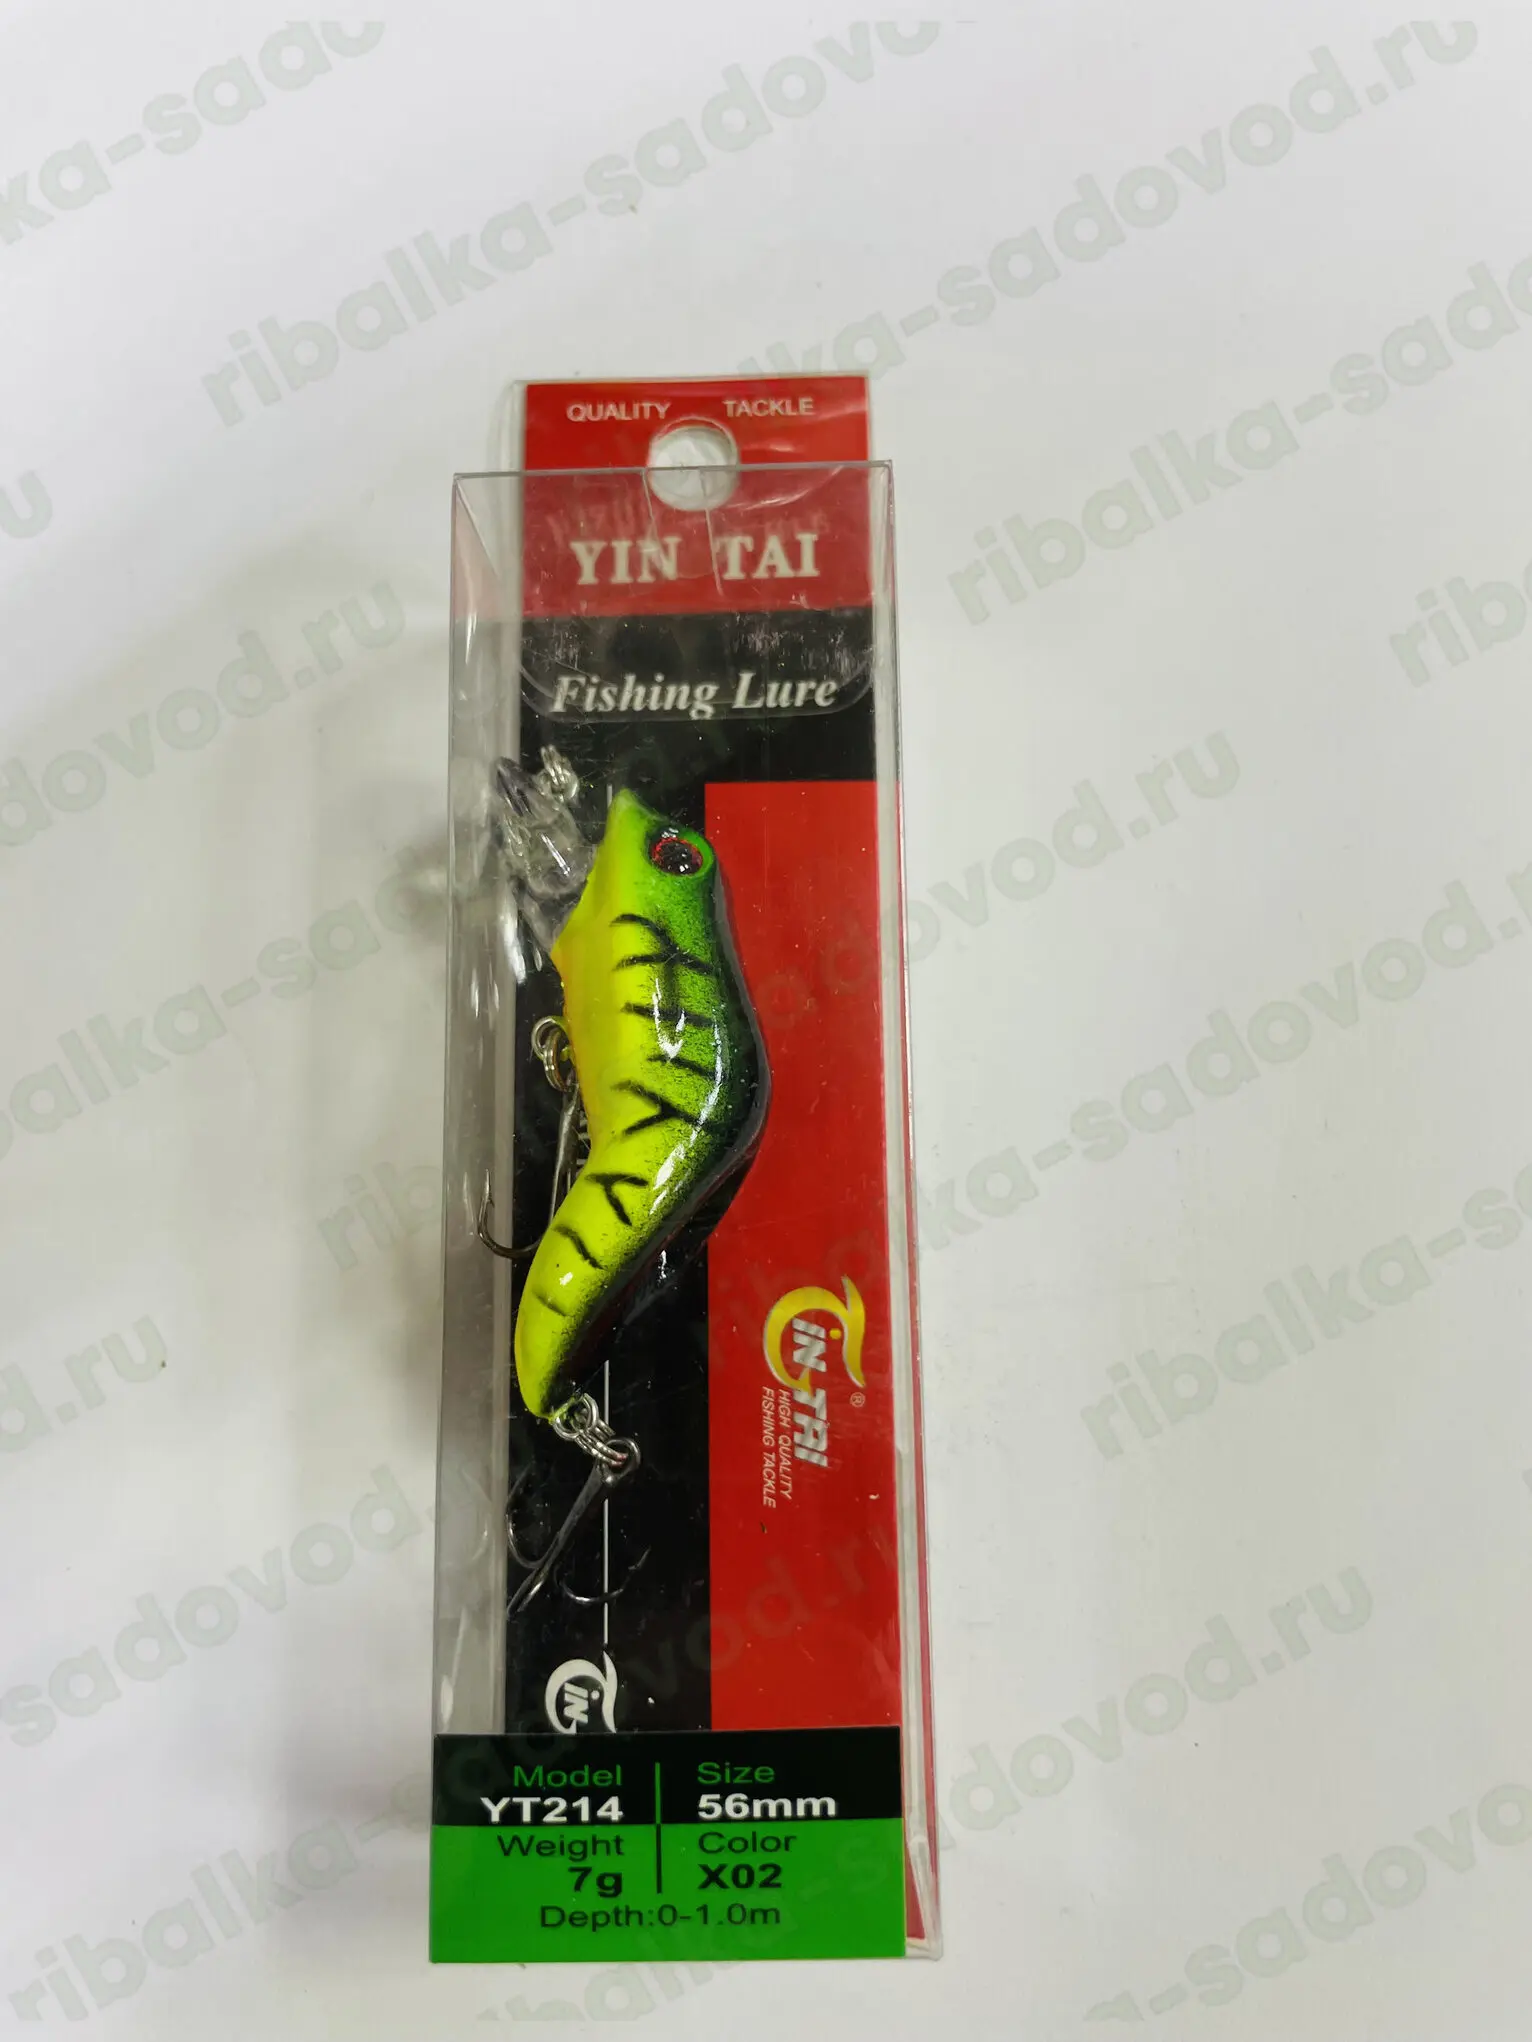 QUALITY TACKLE
YIN TAI
Fishing Lure
IN-TAI®
HIGH QUALITY
FISHING TACKLE
IN-
Model
YT214
Size
56mm
Weight
7g
Color
X02
Depth:0-1.0m
ribalka-sadovod.ru